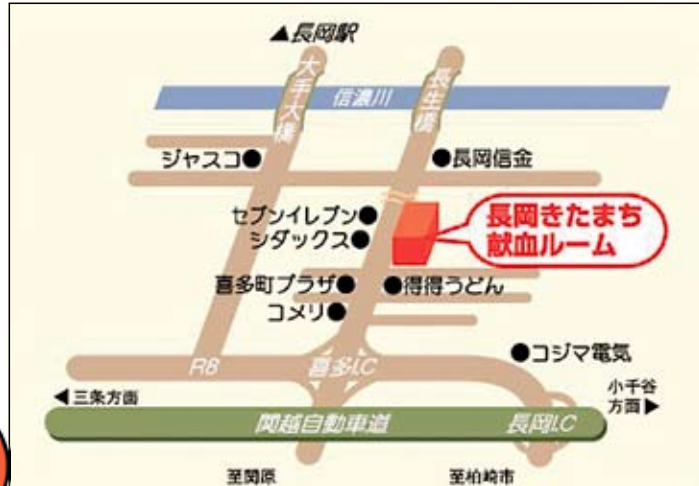 ▲長岡駅
大手大橋
長生橋
信濃川
ジャスコ●
●長岡信金
セブンイレブン●
シダックス●
長岡きたまち
献血ルーム
喜多町プラザ●
●得得うどん
コメリ●
●コジマ電気
R8
喜多I.C
◀三条方面
小千谷
方面▶
関越自動車道
長岡I.C
至関原
至柏崎市